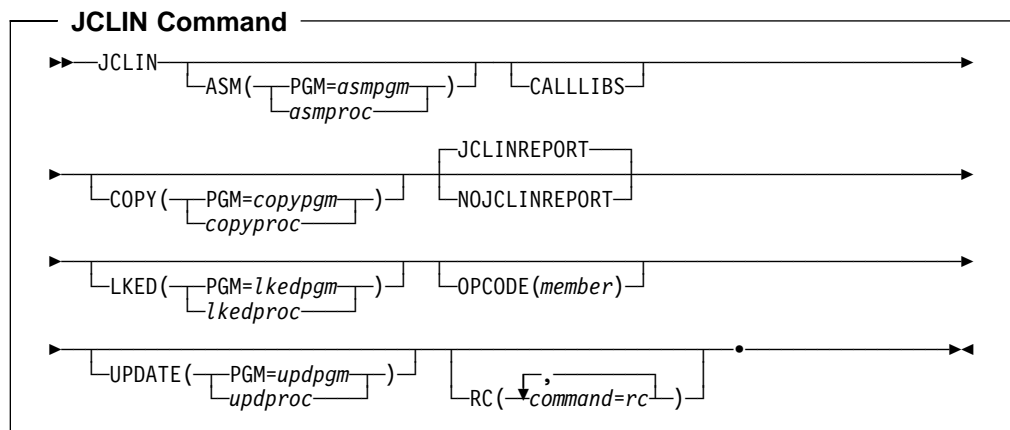 JCLIN Command
JCLIN
ASM( PGM=asmpgm ) CALLLIBS
asmproc
JCLINREPORT
COPY( PGM=copypgm ) NOJCLINREPORT
copyproc
LKED( PGM=lkedpgm ) OPCODE(member)
lkedproc
UPDATE( PGM=updpgm ) .
updproc ,
RC( command=rc )